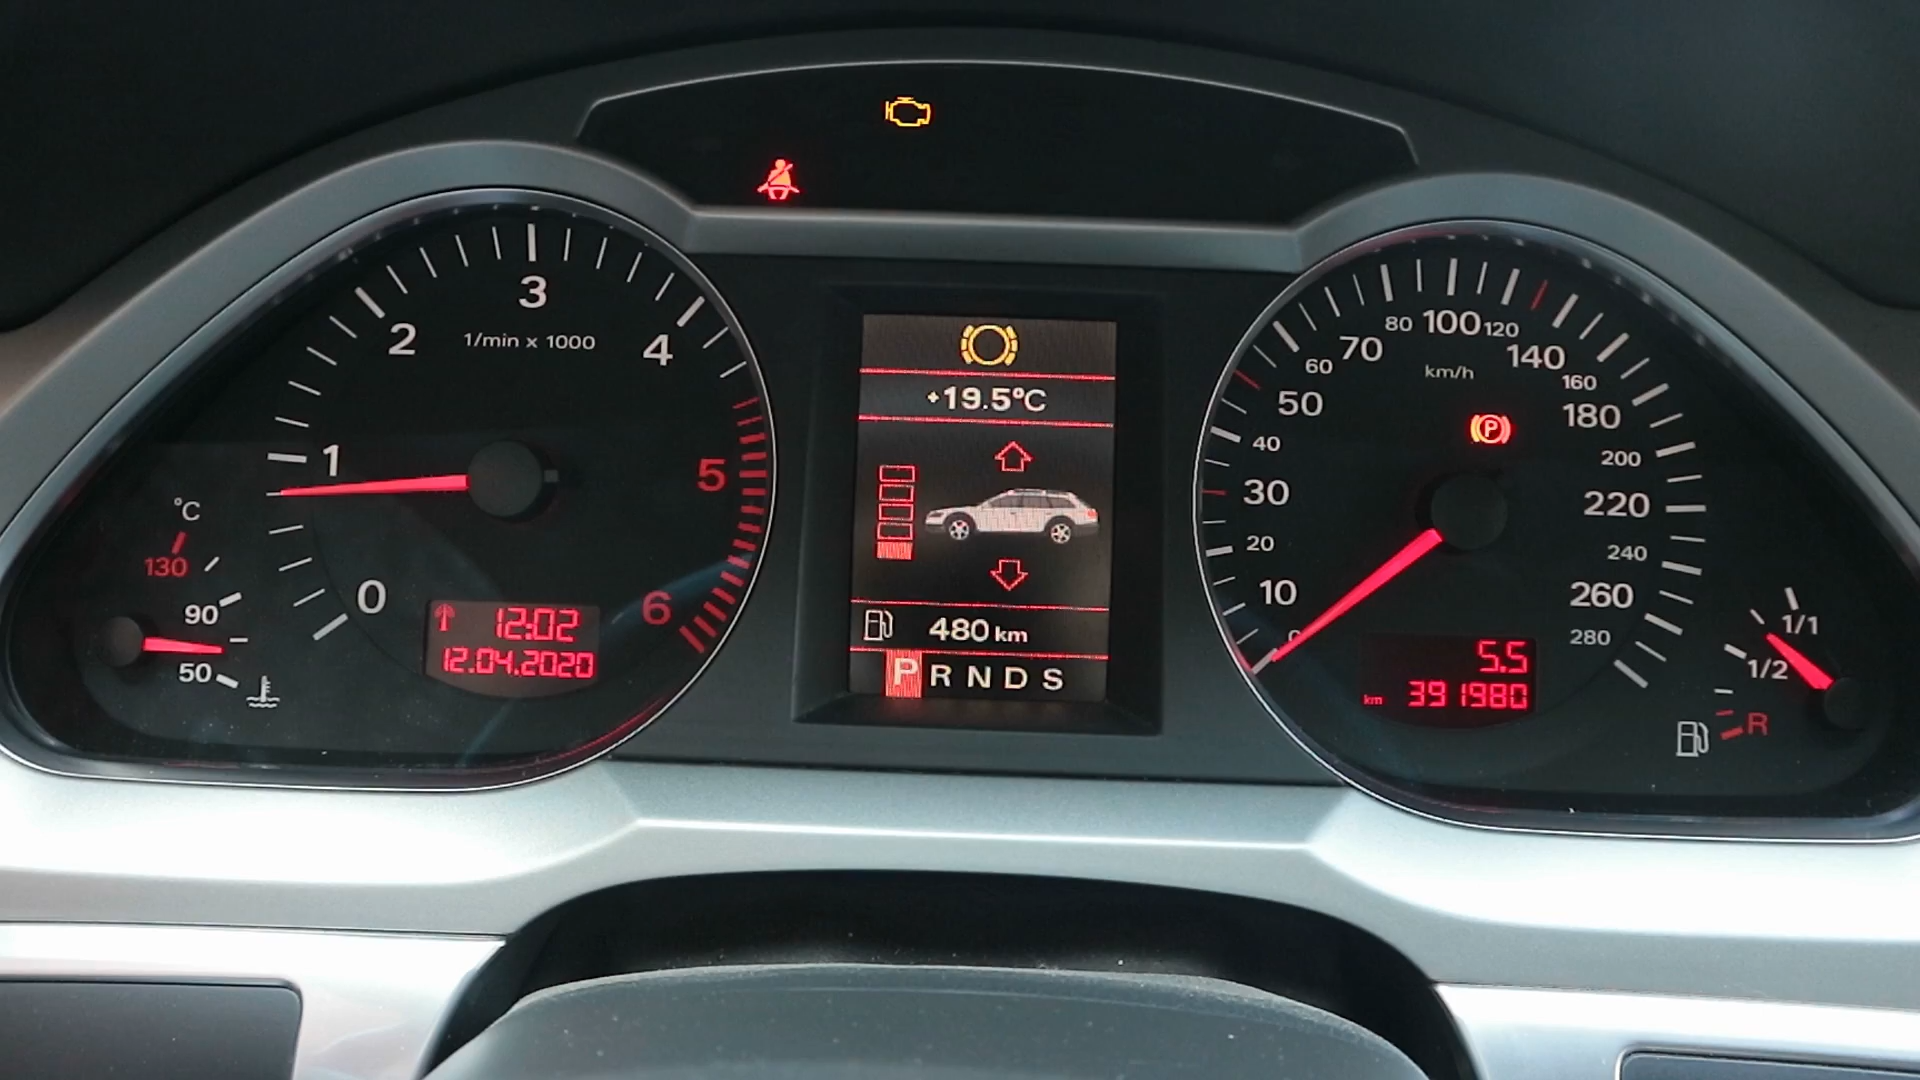 3
2
1/min x 1000
4
1
5
°C
130
90
50
0
6
12:02
12.04.2020
+19.5°C
480 km
P R N D S
80 100 120
70 140
60 km/h 160
50 180
P
40 200
30 220
20 240
10 260
0 280
5.5
km 391980
1/1
1/2
R